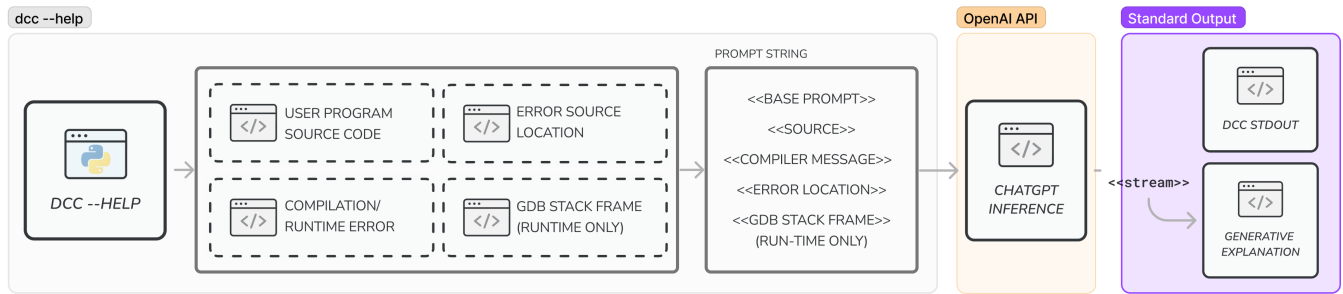 dcc --help
OpenAI API
Standard Output
DCC --HELP
USER PROGRAM
SOURCE CODE
ERROR SOURCE
LOCATION
COMPILATION/
RUNTIME ERROR
GDB STACK FRAME
(RUNTIME ONLY)
PROMPT STRING
<<BASE PROMPT>>
<<SOURCE>>
<<COMPILER MESSAGE>>
<<ERROR LOCATION>>
<<GDB STACK FRAME>>
(RUN-TIME ONLY)
CHATGPT
INFERENCE
<<stream>>
DCC STDOUT
GENERATIVE
EXPLANATION